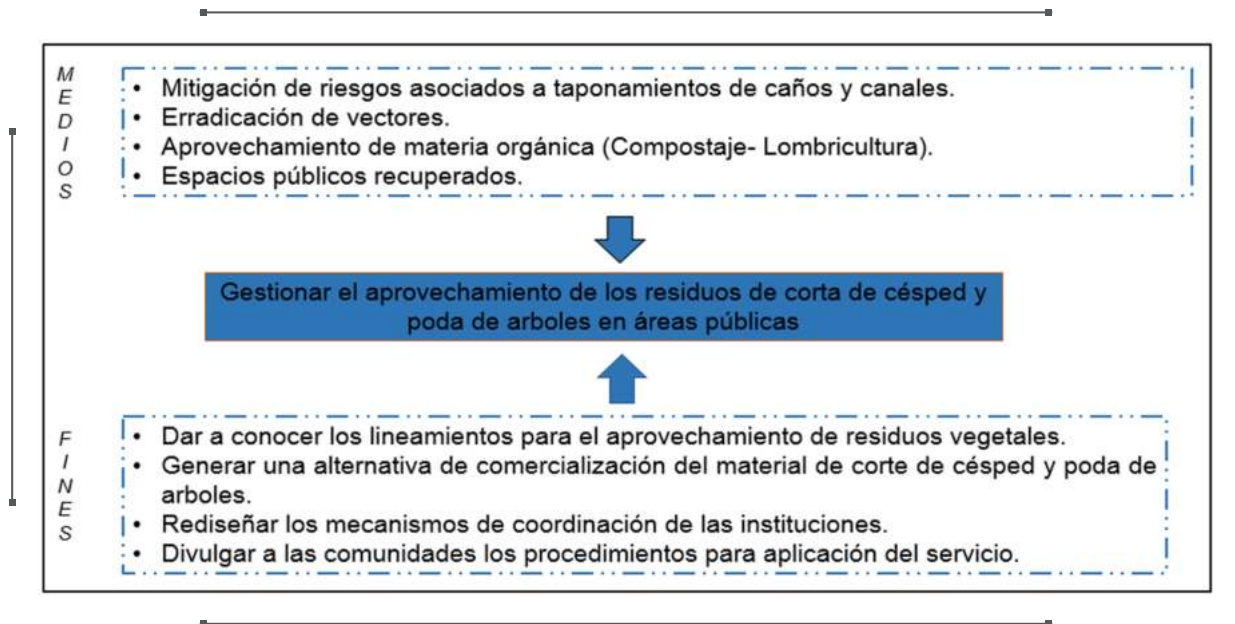 MEDIOS
• Mitigación de riesgos asociados a taponamientos de caños y canales.
• Erradicación de vectores.
• Aprovechamiento de materia orgánica (Compostaje- Lombricultura).
• Espacios públicos recuperados.
Gestionar el aprovechamiento de los residuos de corta de césped y
poda de arboles en áreas públicas
FINES
• Dar a conocer los lineamientos para el aprovechamiento de residuos vegetales.
• Generar una alternativa de comercialización del material de corte de césped y poda de
arboles.
• Rediseñar los mecanismos de coordinación de las instituciones.
• Divulgar a las comunidades los procedimientos para aplicación del servicio.